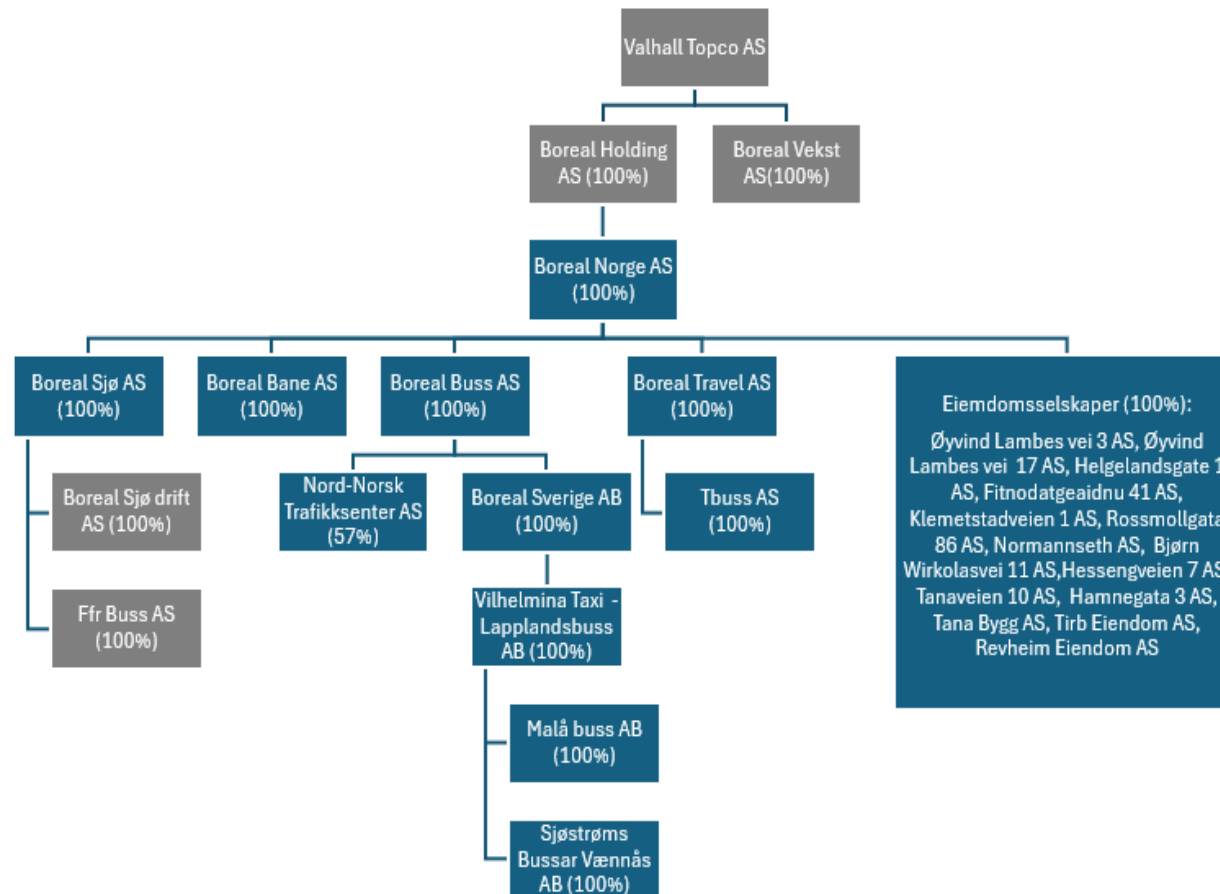 Valhall Topco AS
Boreal Holding
AS (100%)
Boreal Vekst
AS(100%)
Boreal Norge AS
(100%)
Boreal Sjø AS
(100%)
Boreal Bane AS
(100%)
Boreal Buss AS
(100%)
Boreal Travel AS
(100%)
Eiemdomsselskaper (100%):
Øyvind Lambes vei 3 AS, Øyvind
Lambes vei 17 AS, Helgelandsgate 1
AS, Fitnodatgeaidnu 41 AS,
Klemetstadveien 1 AS, Rossmollgata
86 AS, Normannseth AS, Bjørn
Wirkolasvei 11 AS,Hessengveien 7 AS
Tanaveien 10 AS, Hamnegata 3 AS,
Tana Bygg AS, Tirb Eiendom AS,
Revheim Eiendom AS
Boreal Sjø drift
AS (100%)
Ffr Buss AS
(100%)
Nord-Norsk
Trafikksenter AS
(57%)
Boreal Sverige AB
(100%)
Tbuss AS
(100%)
Vilhelmina Taxi -
Lapplandsbuss
AB (100%)
Malå buss AB
(100%)
Sjøstrøms
Bussar Vænnås
AB (100%)